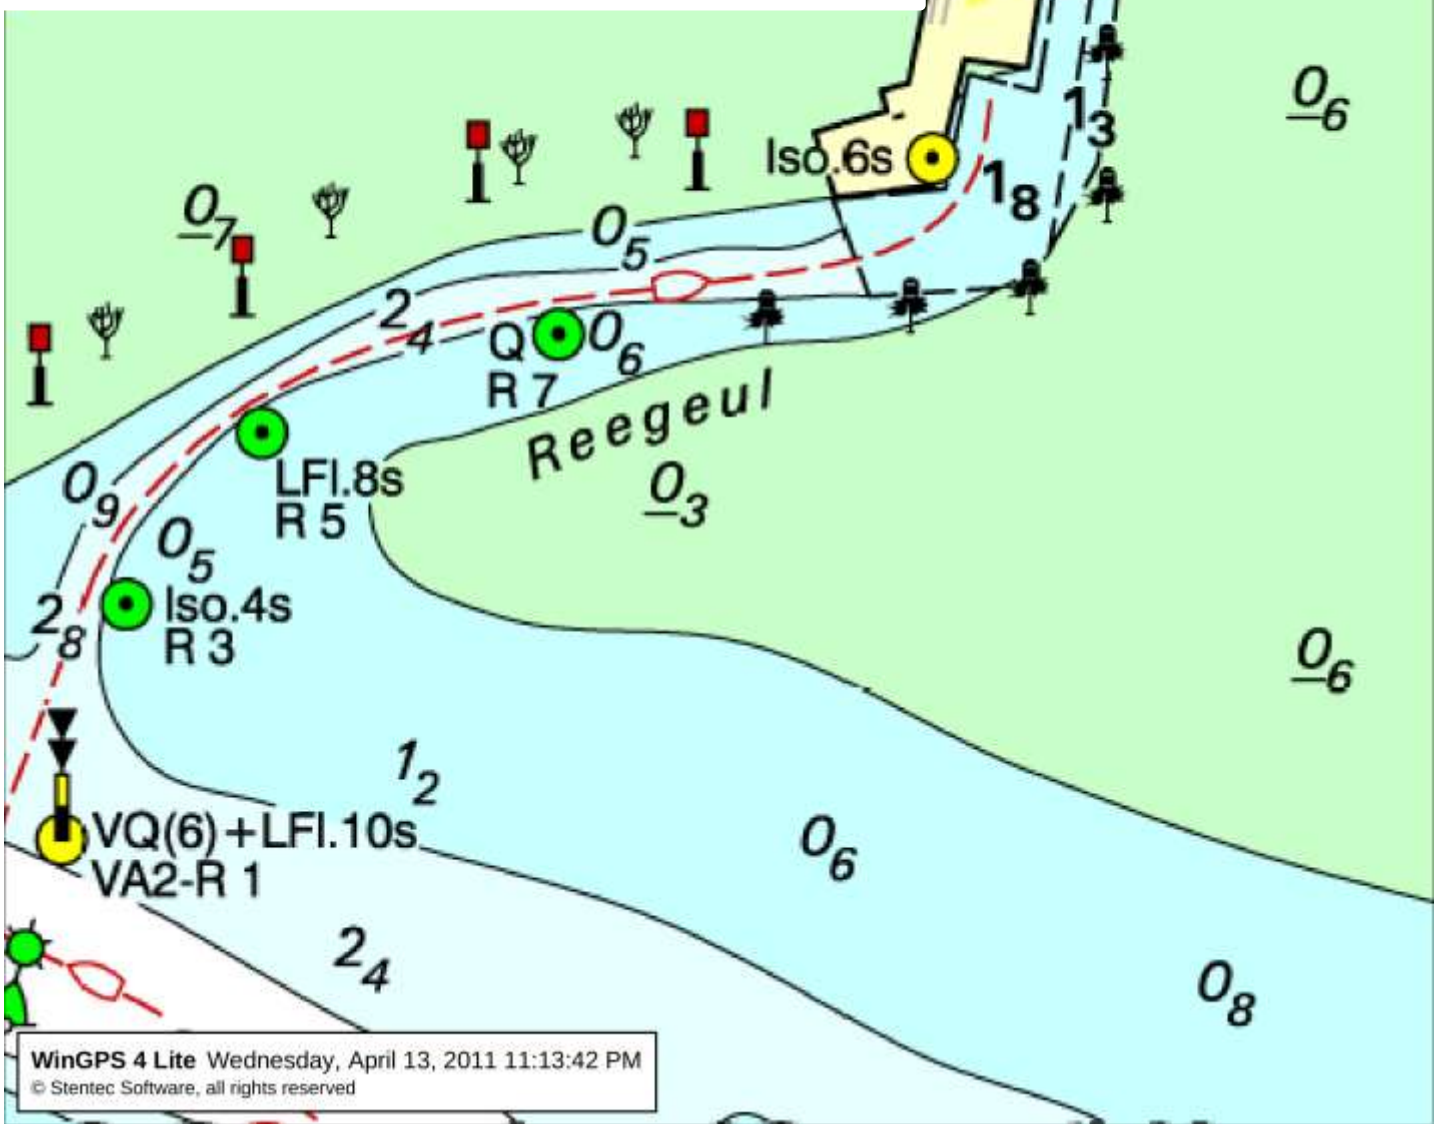 0₆
1₃
Iso.6s
1₈
0₇
0₅
2₄
Q
R 7
0₆
Reegeul
0₉
LFl.8s
R 5
0₃
0₅
Iso.4s
R 3
2₈
0₆
1₂
VQ(6)+LFl.10s
VA2-R 1
0₆
2₄
0₈
WinGPS 4 Lite Wednesday, April 13, 2011 11:13:42 PM
© Stentec Software, all rights reserved